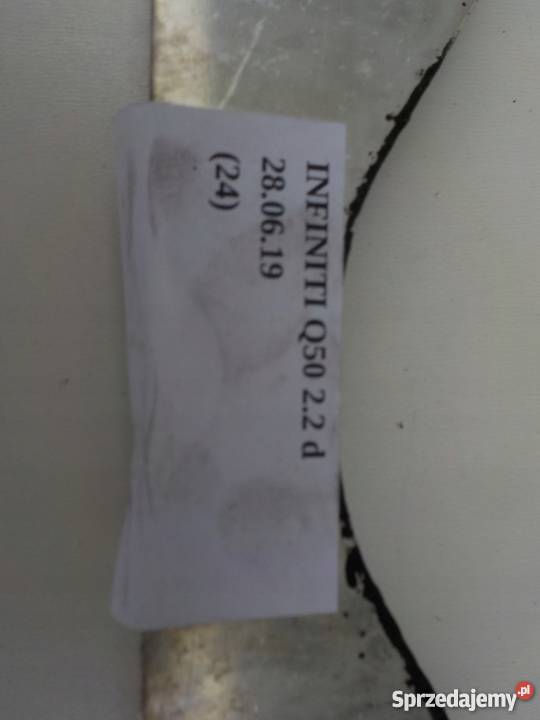 INFINITI Q50 2.2 d
28.06.19
(24)
Sprzedajemy.pl